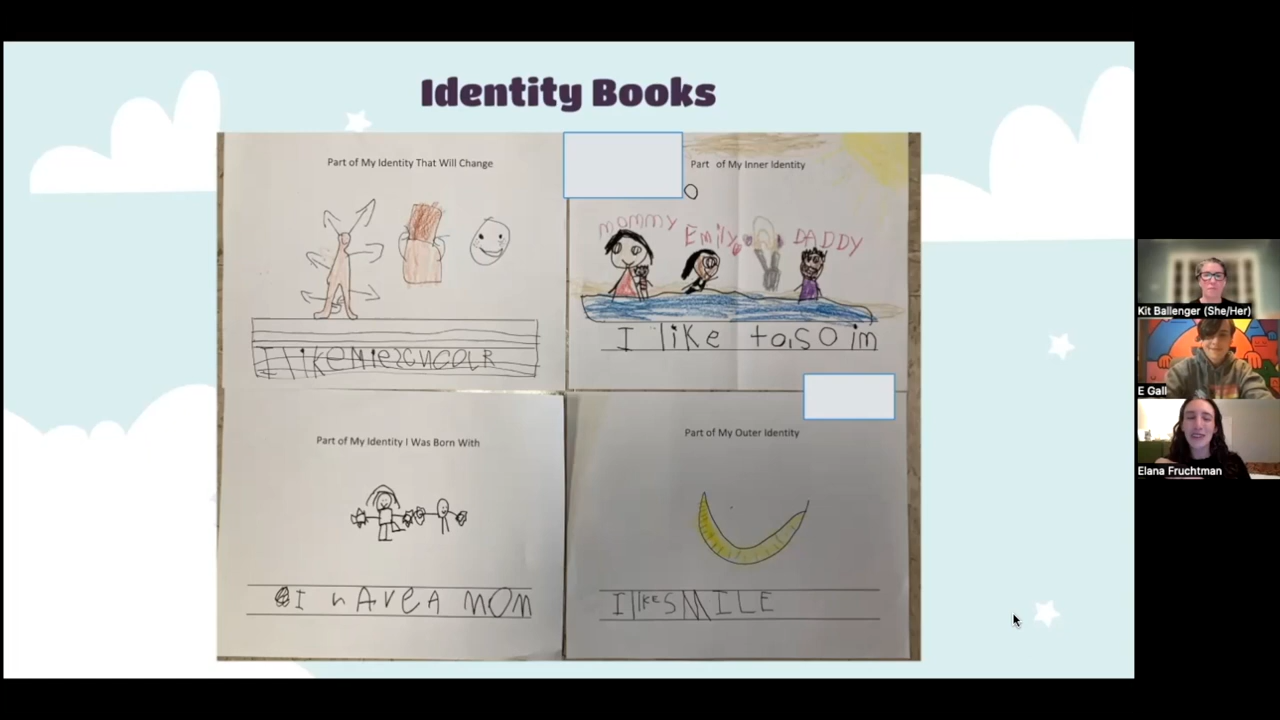 Identity Books
Part of My Identity That Will Change
Part of My Inner Identity
mommy Emily DADDY
I like to
I like
Part of My Identity I Was Born With
Part of My Outer Identity
I HAVE A MOM
I lIKE SMILE
Kit Ballenger (She/Her)
E Gall
Elana Fruchtman